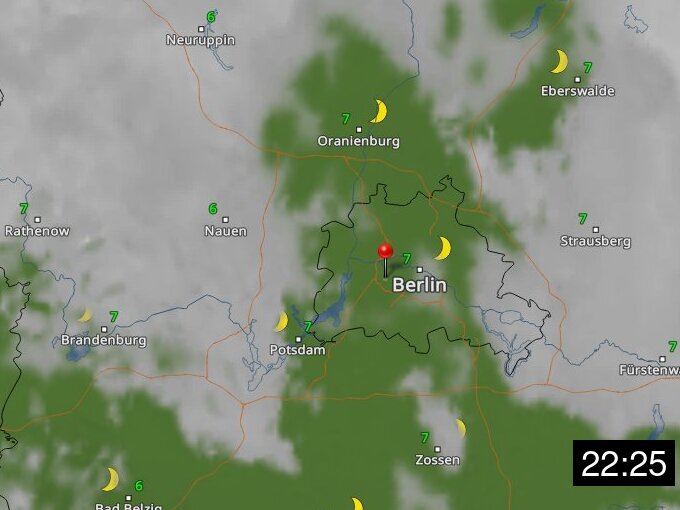 6
Neuruppin
7
Eberswalde
7
Oranienburg
7
Rathenow
6
Nauen
7
Strausberg
7
Berlin
7
Brandenburg
7
Potsdam
7
Fürstenwa
7
Zossen
22:25
6
Bad Belzig